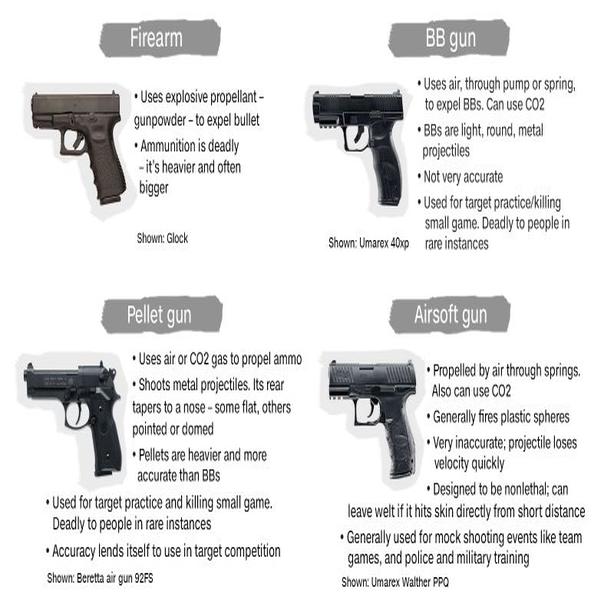 Firearm
• Uses explosive propellant –
gunpowder – to expel bullet
• Ammunition is deadly
– it's heavier and often
bigger
Shown: Glock
BB gun
• Uses air, through pump or spring,
to expel BBs. Can use CO2
• BBs are light, round, metal
projectiles
• Not very accurate
• Used for target practice/killing
small game. Deadly to people in
rare instances
Shown: Umarex 40xp
Pellet gun
• Uses air or CO2 gas to propel ammo
• Shoots metal projectiles. Its rear
tapers to a nose – some flat, others
pointed or domed
• Pellets are heavier and more
accurate than BBs
• Used for target practice and killing small game.
Deadly to people in rare instances
• Accuracy lends itself to use in target competition
Shown: Beretta air gun 92FS
Airsoft gun
• Propelled by air through springs.
Also can use CO2
• Generally fires plastic spheres
• Very inaccurate; projectile loses
velocity quickly
• Designed to be nonlethal; can
leave welt if it hits skin directly from short distance
• Generally used for mock shooting events like team
games, and police and military training
Shown: Umarex Walther PPQ